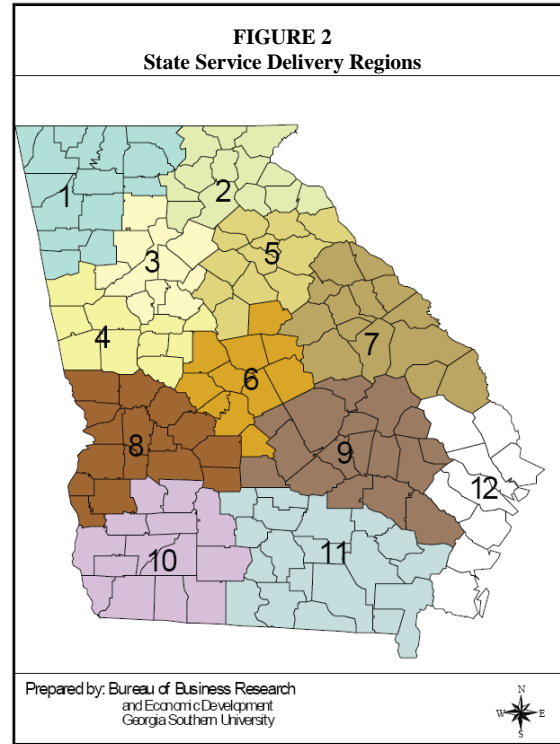 FIGURE 2
State Service Delivery Regions
1
2
3
5
4
7
6
8
9
12
10
11
Prepared by: Bureau of Business Research
and Economic Development
Georgia Southern University
N
W E
S